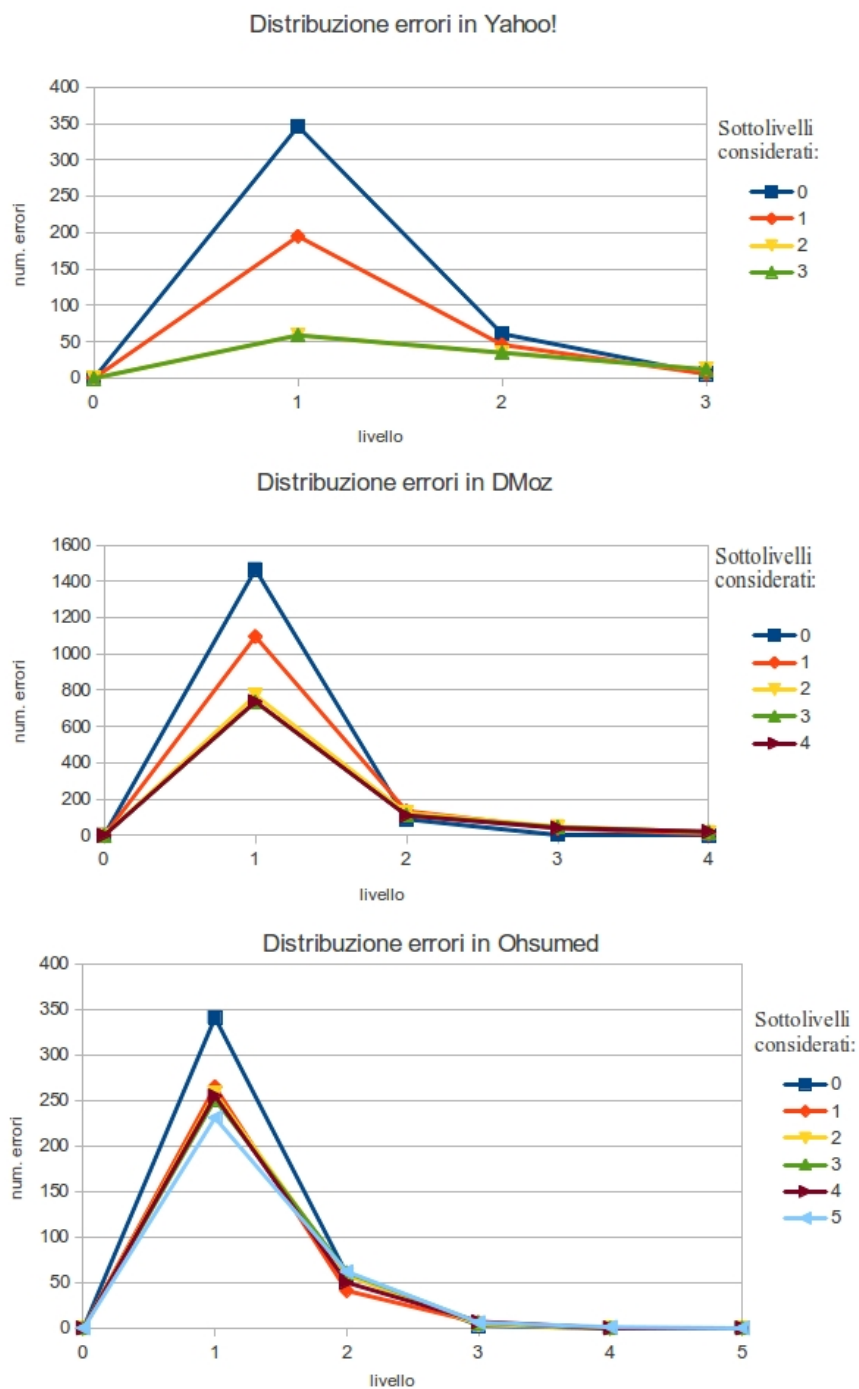 Distribuzione errori in Yahoo!
400
350
300
250
200
150
100
50
0
num. errori
0 1 2 3
livello
Sottolivelli
considerati:
0
1
2
3
Distribuzione errori in DMoz
1600
1400
1200
1000
800
600
400
200
0
num. errori
0 1 2 3 4
livello
Sottolivelli
considerati:
0
1
2
3
4
Distribuzione errori in Ohsumed
400
350
300
250
200
150
100
50
0
num. errori
0 1 2 3 4 5
livello
Sottolivelli
considerati:
0
1
2
3
4
5